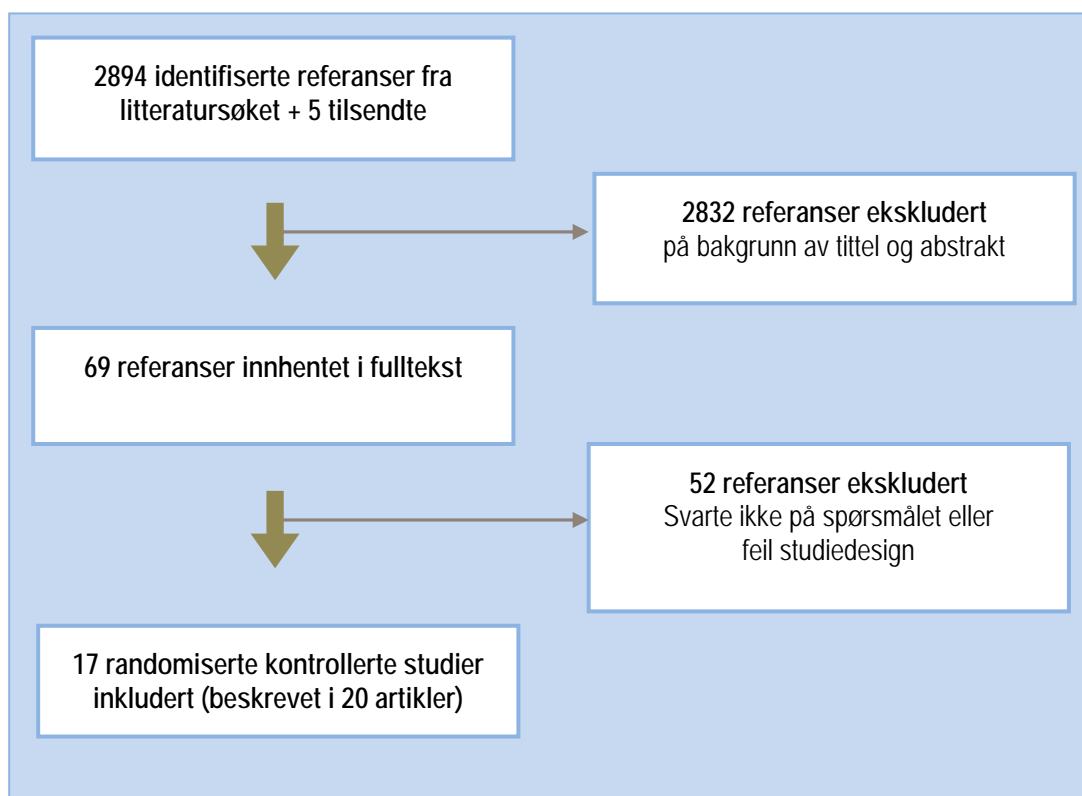 2894 identifiserte referanser fra
litteratursøket + 5 tilsendte
2832 referanser ekskludert
på bakgrunn av tittel og abstrakt
69 referanser innhentet i fulltekst
52 referanser ekskludert
Svarte ikke på spørsmålet eller
feil studiedesign
17 randomiserte kontrollerte studier
inkludert (beskrevet i 20 artikler)